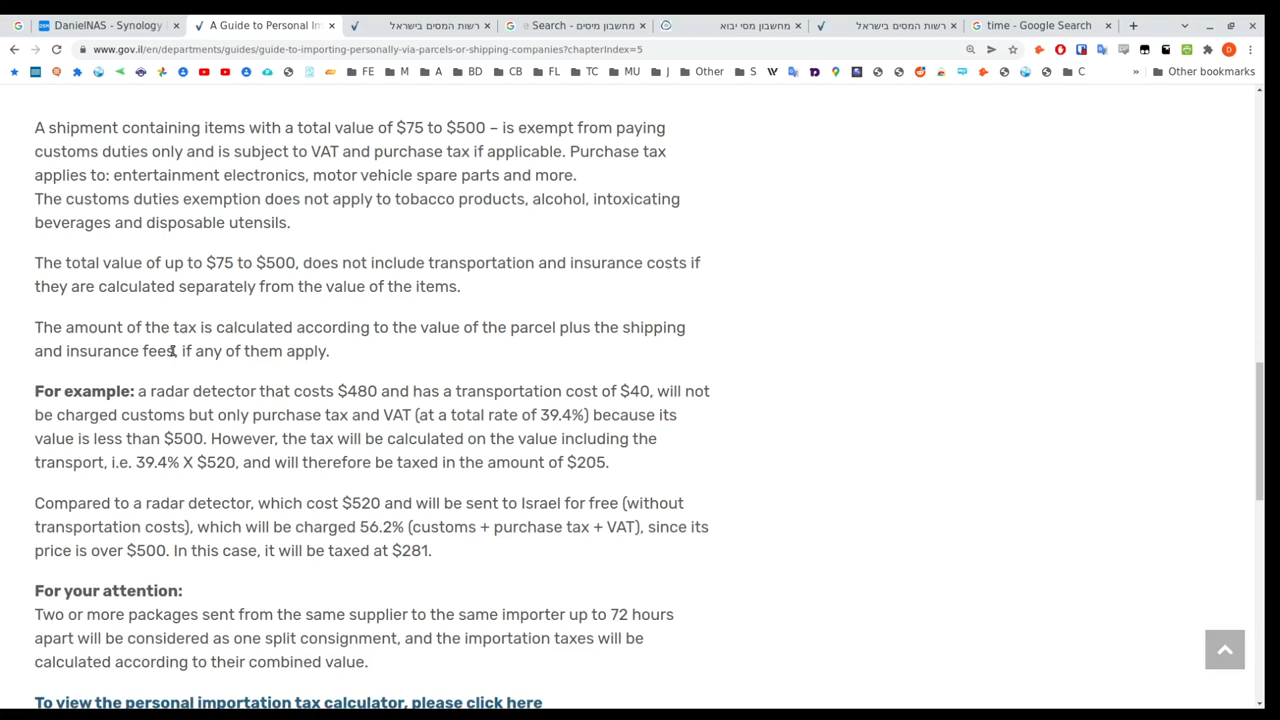 DanielNAS - Synology
A Guide to Personal Im
רשות המסים בישראל
e Search - מחשבון מיסים
מחשבון מסי יבוא
רשות המסים בישראל
time - Google Search
www.gov.il/en/departments/guides/guide-to-importing-personally-via-parcels-or-shipping-companies?chapterIndex=5
FE M A BD CB FL TC MU J Other S W C » Other bookmarks
A shipment containing items with a total value of $75 to $500 – is exempt from paying
customs duties only and is subject to VAT and purchase tax if applicable. Purchase tax
applies to: entertainment electronics, motor vehicle spare parts and more.
The customs duties exemption does not apply to tobacco products, alcohol, intoxicating
beverages and disposable utensils.
The total value of up to $75 to $500, does not include transportation and insurance costs if
they are calculated separately from the value of the items.
The amount of the tax is calculated according to the value of the parcel plus the shipping
and insurance fees, if any of them apply.
For example: a radar detector that costs $480 and has a transportation cost of $40, will not
be charged customs but only purchase tax and VAT (at a total rate of 39.4%) because its
value is less than $500. However, the tax will be calculated on the value including the
transport, i.e. 39.4% X $520, and will therefore be taxed in the amount of $205.
Compared to a radar detector, which cost $520 and will be sent to Israel for free (without
transportation costs), which will be charged 56.2% (customs + purchase tax + VAT), since its
price is over $500. In this case, it will be taxed at $281.
For your attention:
Two or more packages sent from the same supplier to the same importer up to 72 hours
apart will be considered as one split consignment, and the importation taxes will be
calculated according to their combined value.
To view the personal importation tax calculator, please click here